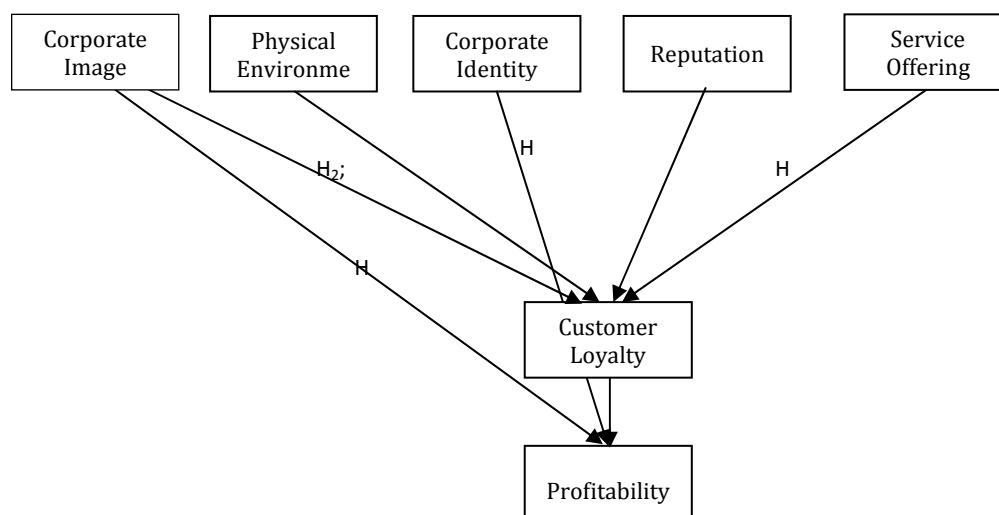 Corporate
Image
Physical
Environme
Corporate
Identity
Reputation
Service
Offering
H
H₂;
H
H
Customer
Loyalty
Profitability